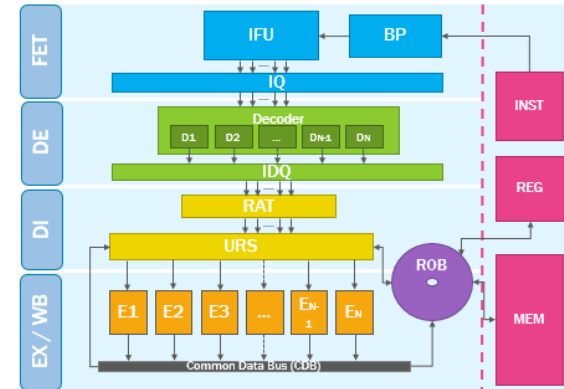 FET
IFU
BP
IQ
INST
DE
Decoder
D1
D2
...
DN-1
DN
IDQ
REG
DI
RAT
URS
ROB
EX / WB
E1
E2
E3
...
EN-1
EN
MEM
Common Data Bus (CDB)